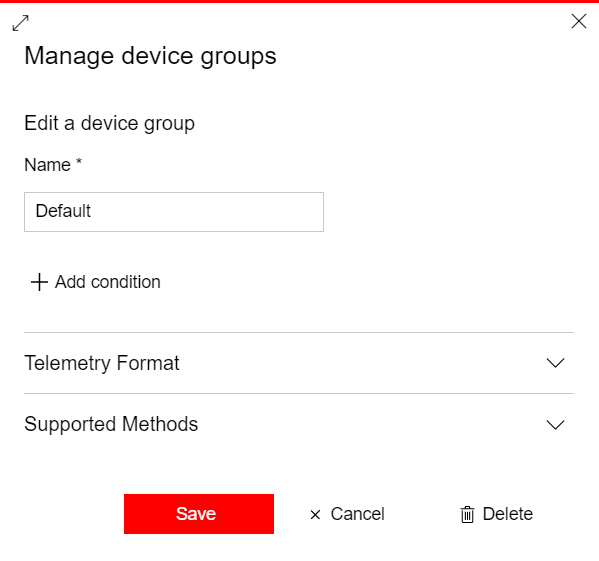 Manage device groups
Edit a device group
Name *
Default
Add condition
Telemetry Format
Supported Methods
Save
Cancel
Delete